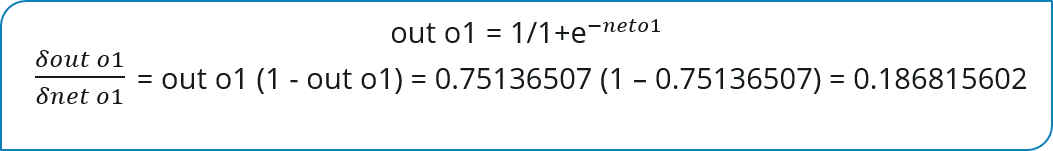 out o1 = 1/1+e^−neto1
δout o1/δnet o1 = out o1 (1 - out o1) = 0.75136507 (1 – 0.75136507) = 0.186815602